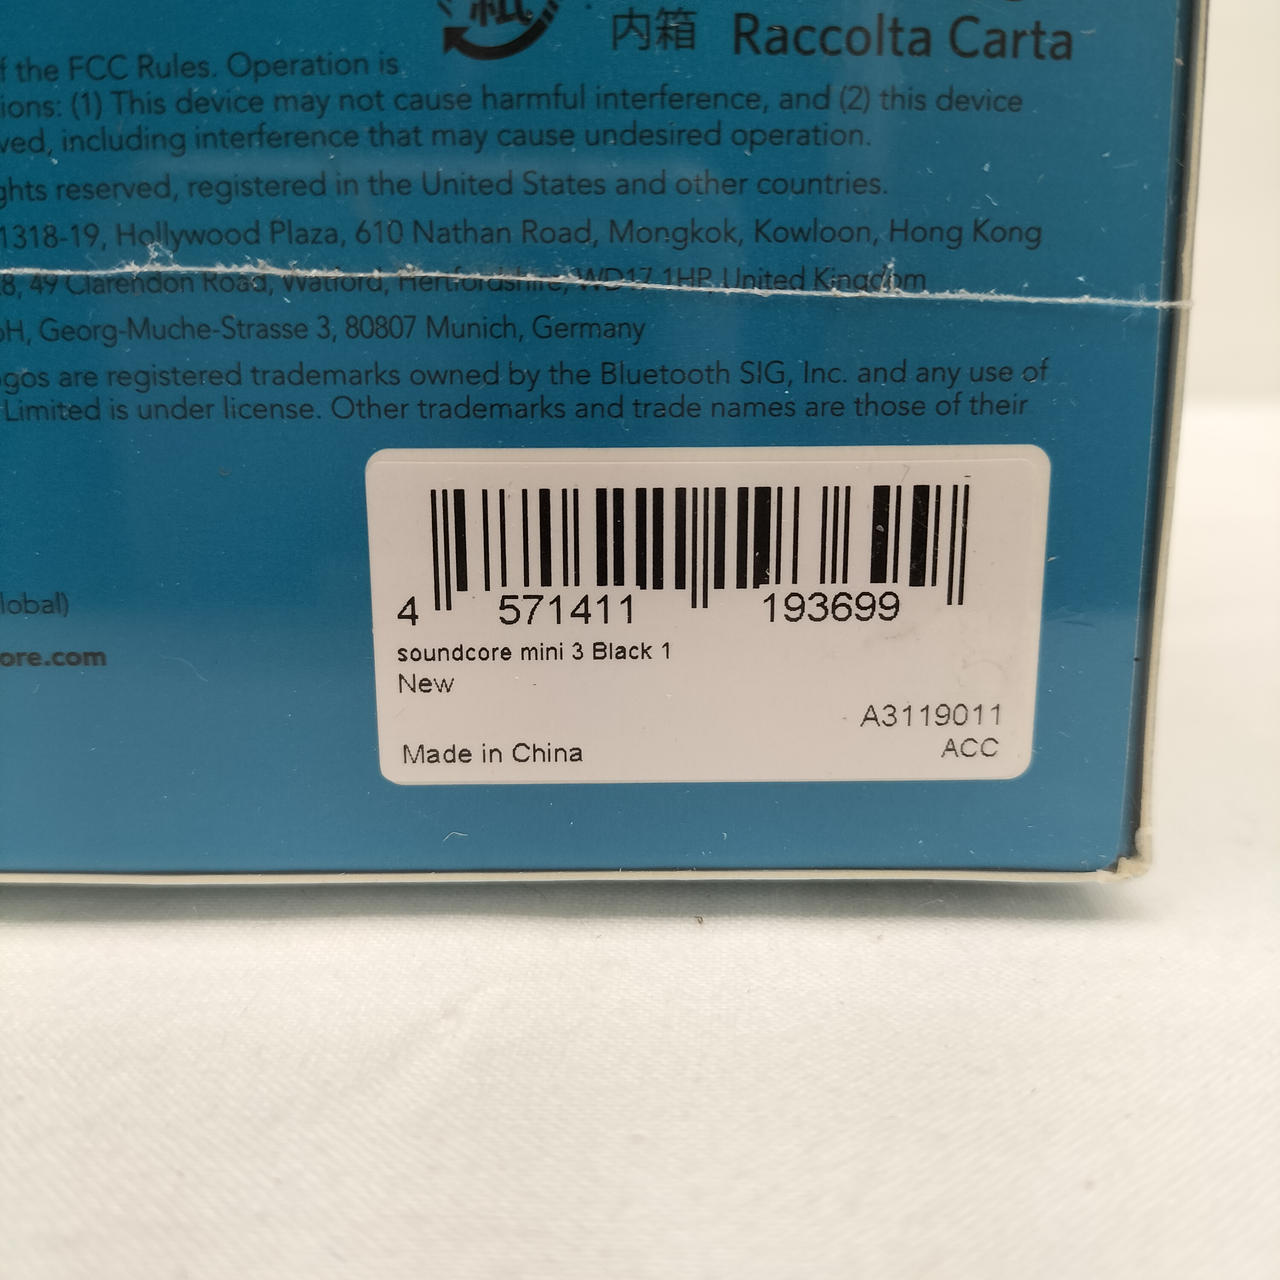 紙
内箱 Raccolta Carta
f the FCC Rules. Operation is
ions: (1) This device may not cause harmful interference, and (2) this device
ved, including interference that may cause undesired operation.
ghts reserved, registered in the United States and other countries.
1318-19, Hollywood Plaza, 610 Nathan Road, Mongkok, Kowloon, Hong Kong
8, 49 Clarendon Road, Watford, Hertfordshire, WD17 1HP, United Kingdom
bH, Georg-Muche-Strasse 3, 80807 Munich, Germany
gos are registered trademarks owned by the Bluetooth SIG, Inc. and any use of
Limited is under license. Other trademarks and trade names are those of their
lobal)
ore.com
4 571411 193699
soundcore mini 3 Black 1
New
A3119011
Made in China
ACC